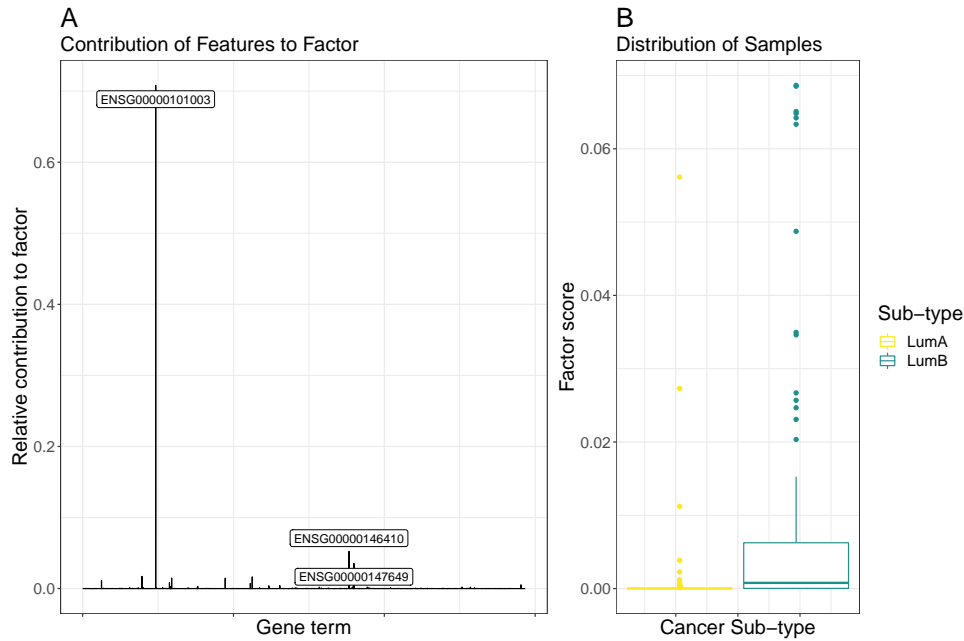 A
Contribution of Features to Factor
Relative contribution to factor
0.6
0.4
0.2
0.0
ENSG00000101003
ENSG00000146410
ENSG00000147649
Gene term
B
Distribution of Samples
Factor score
0.06
0.04
0.02
0.00
Cancer Sub−type
Sub−type
LumA
LumB